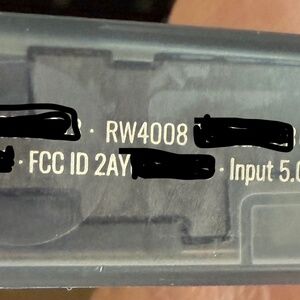 · RW4008
· FCC ID 2AY · Input 5.0